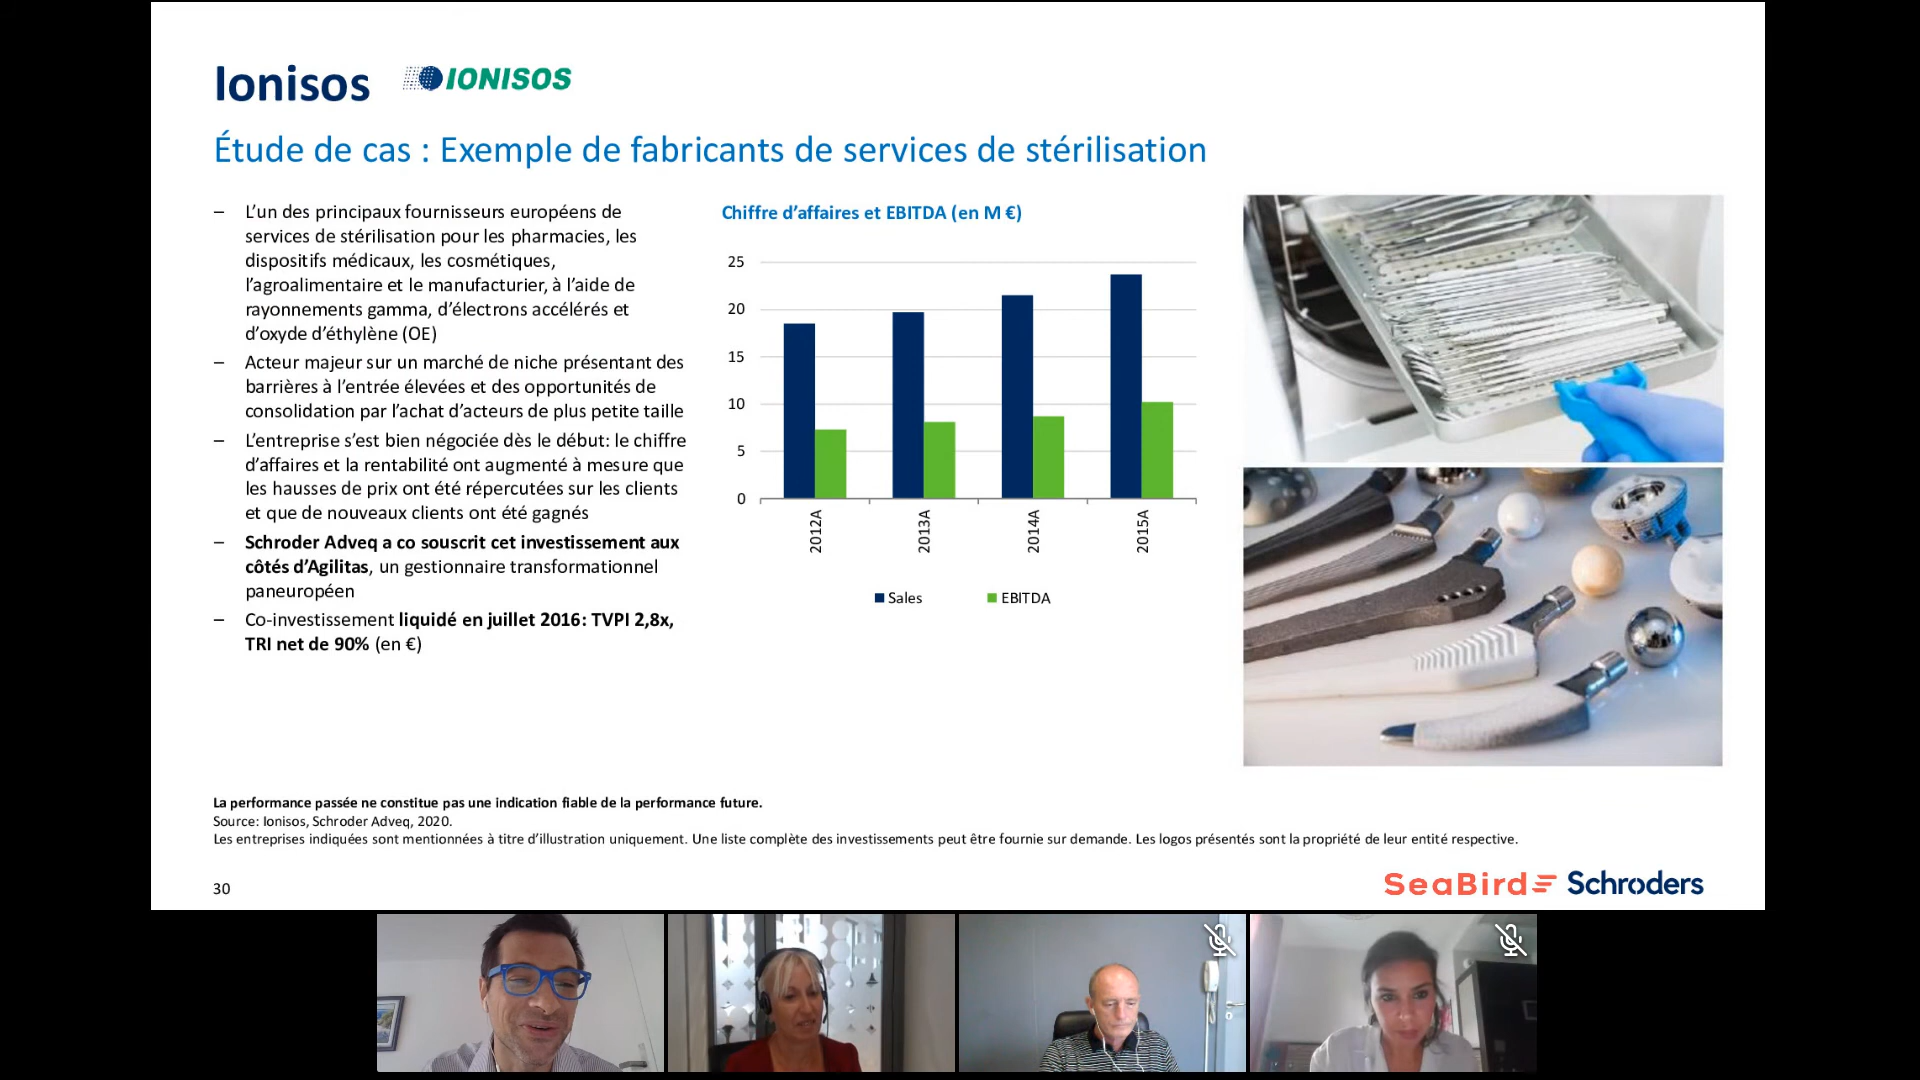 Ionisos
IONISOS
Étude de cas : Exemple de fabricants de services de stérilisation
– L’un des principaux fournisseurs européens de
services de stérilisation pour les pharmacies, les
dispositifs médicaux, les cosmétiques,
l’agroalimentaire et le manufacturier, à l’aide de
rayonnements gamma, d’électrons accélérés et
d’oxyde d’éthylène (OE)
– Acteur majeur sur un marché de niche présentant des
barrières à l’entrée élevées et des opportunités de
consolidation par l’achat d’acteurs de plus petite taille
– L’entreprise s’est bien négociée dès le début: le chiffre
d’affaires et la rentabilité ont augmenté à mesure que
les hausses de prix ont été répercutées sur les clients
et que de nouveaux clients ont été gagnés
– Schroder Adveq a co souscrit cet investissement aux
côtés d’Agilitas, un gestionnaire transformationnel
paneuropéen
– Co-investissement liquidé en juillet 2016: TVPI 2,8x,
TRI net de 90% (en €)
Chiffre d’affaires et EBITDA (en M €)
25
20
15
10
5
0
2012A
2013A
2014A
2015A
Sales
EBITDA
La performance passée ne constitue pas une indication fiable de la performance future.
Source: Ionisos, Schroder Adveq, 2020.
Les entreprises indiquées sont mentionnées à titre d’illustration uniquement. Une liste complète des investissements peut être fournie sur demande. Les logos présentés sont la propriété de leur entité respective.
30
SeaBird
Schroders